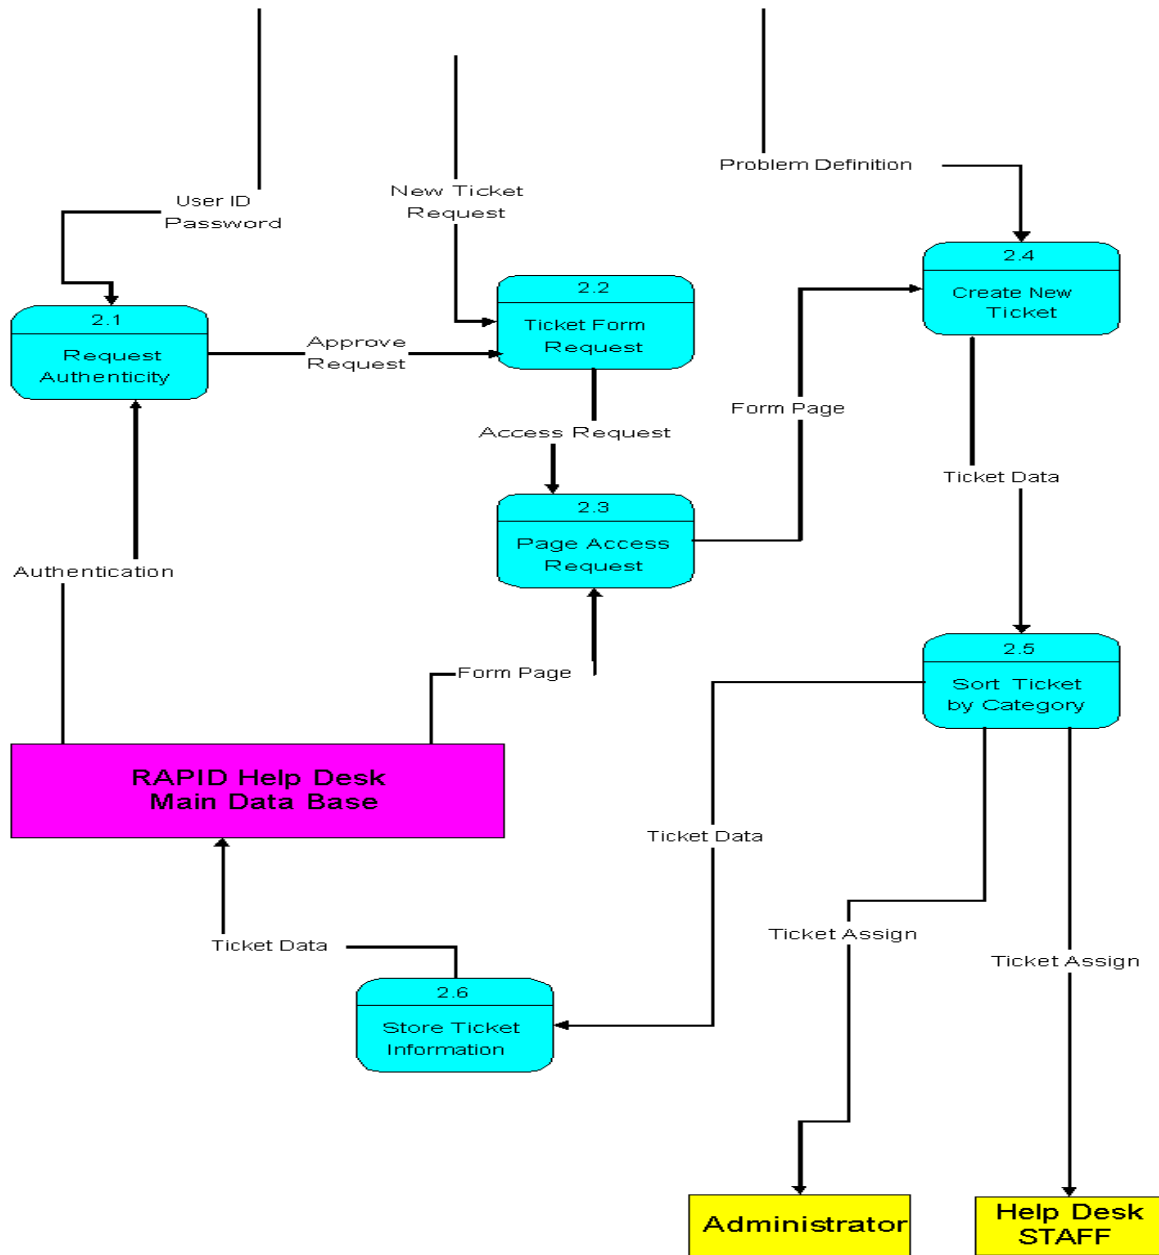 Problem Definition
User ID
Password
New Ticket
Request
2.4
Create New
Ticket
2.2
Ticket Form
Request
2.1
Request
Authenticity
Approve
Request
Form Page
Access Request
Ticket Data
2.3
Page Access
Request
Authentication
Form Page
2.5
Sort Ticket
by Category
RAPID Help Desk
Main Data Base
Ticket Data
Ticket Assign
Ticket Data
Ticket Assign
2.6
Store Ticket
Information
Administrator
Help Desk
STAFF